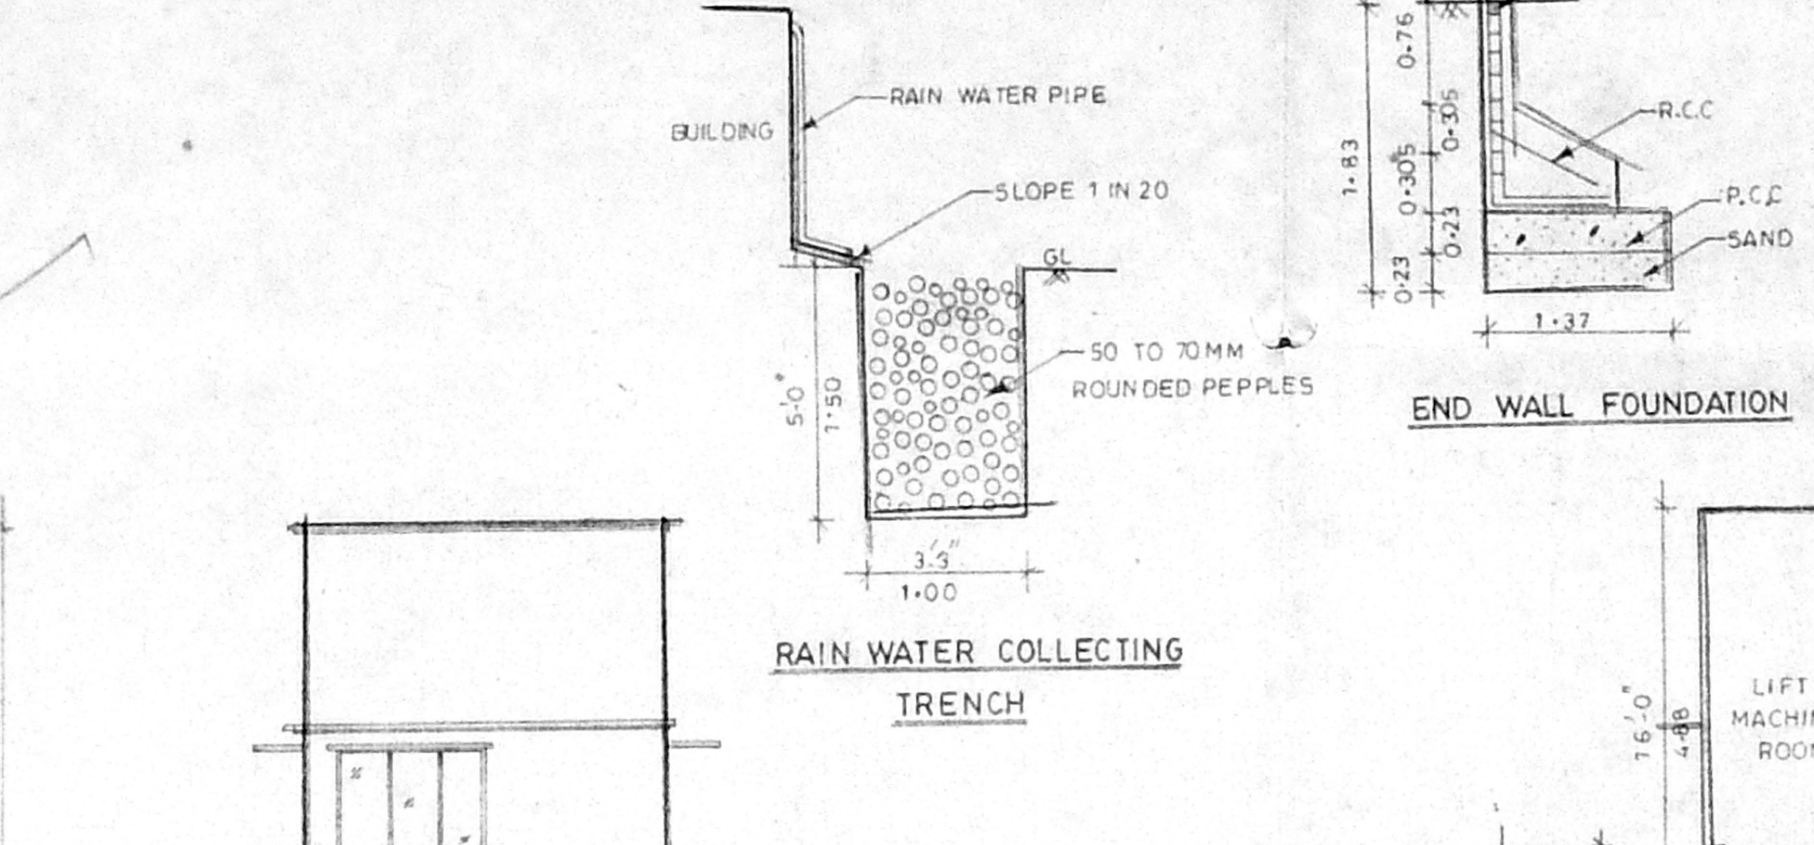 BUILDING
RAIN WATER PIPE
SLOPE 1 IN 20
GL
50 TO 70MM
ROUNDED PEPPLES
5'-0"
1.50
3'3"
1.00
RAIN WATER COLLECTING
TRENCH
0.76
0.305
0.305
0.23
0.23
1.83
R.C.C
P.C.C
SAND
1.37
END WALL FOUNDATION
16'-0"
4.88
LIFT
MACHIN
ROOM